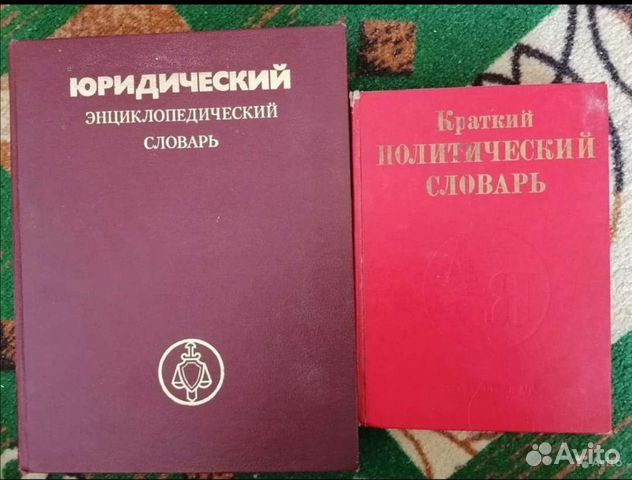 ЮРИДИЧЕСКИЙ
ЭНЦИКЛОПЕДИЧЕСКИЙ
СЛОВАРЬ
Краткий
ПОЛИТИЧЕСКИЙ
СЛОВАРЬ
Avito